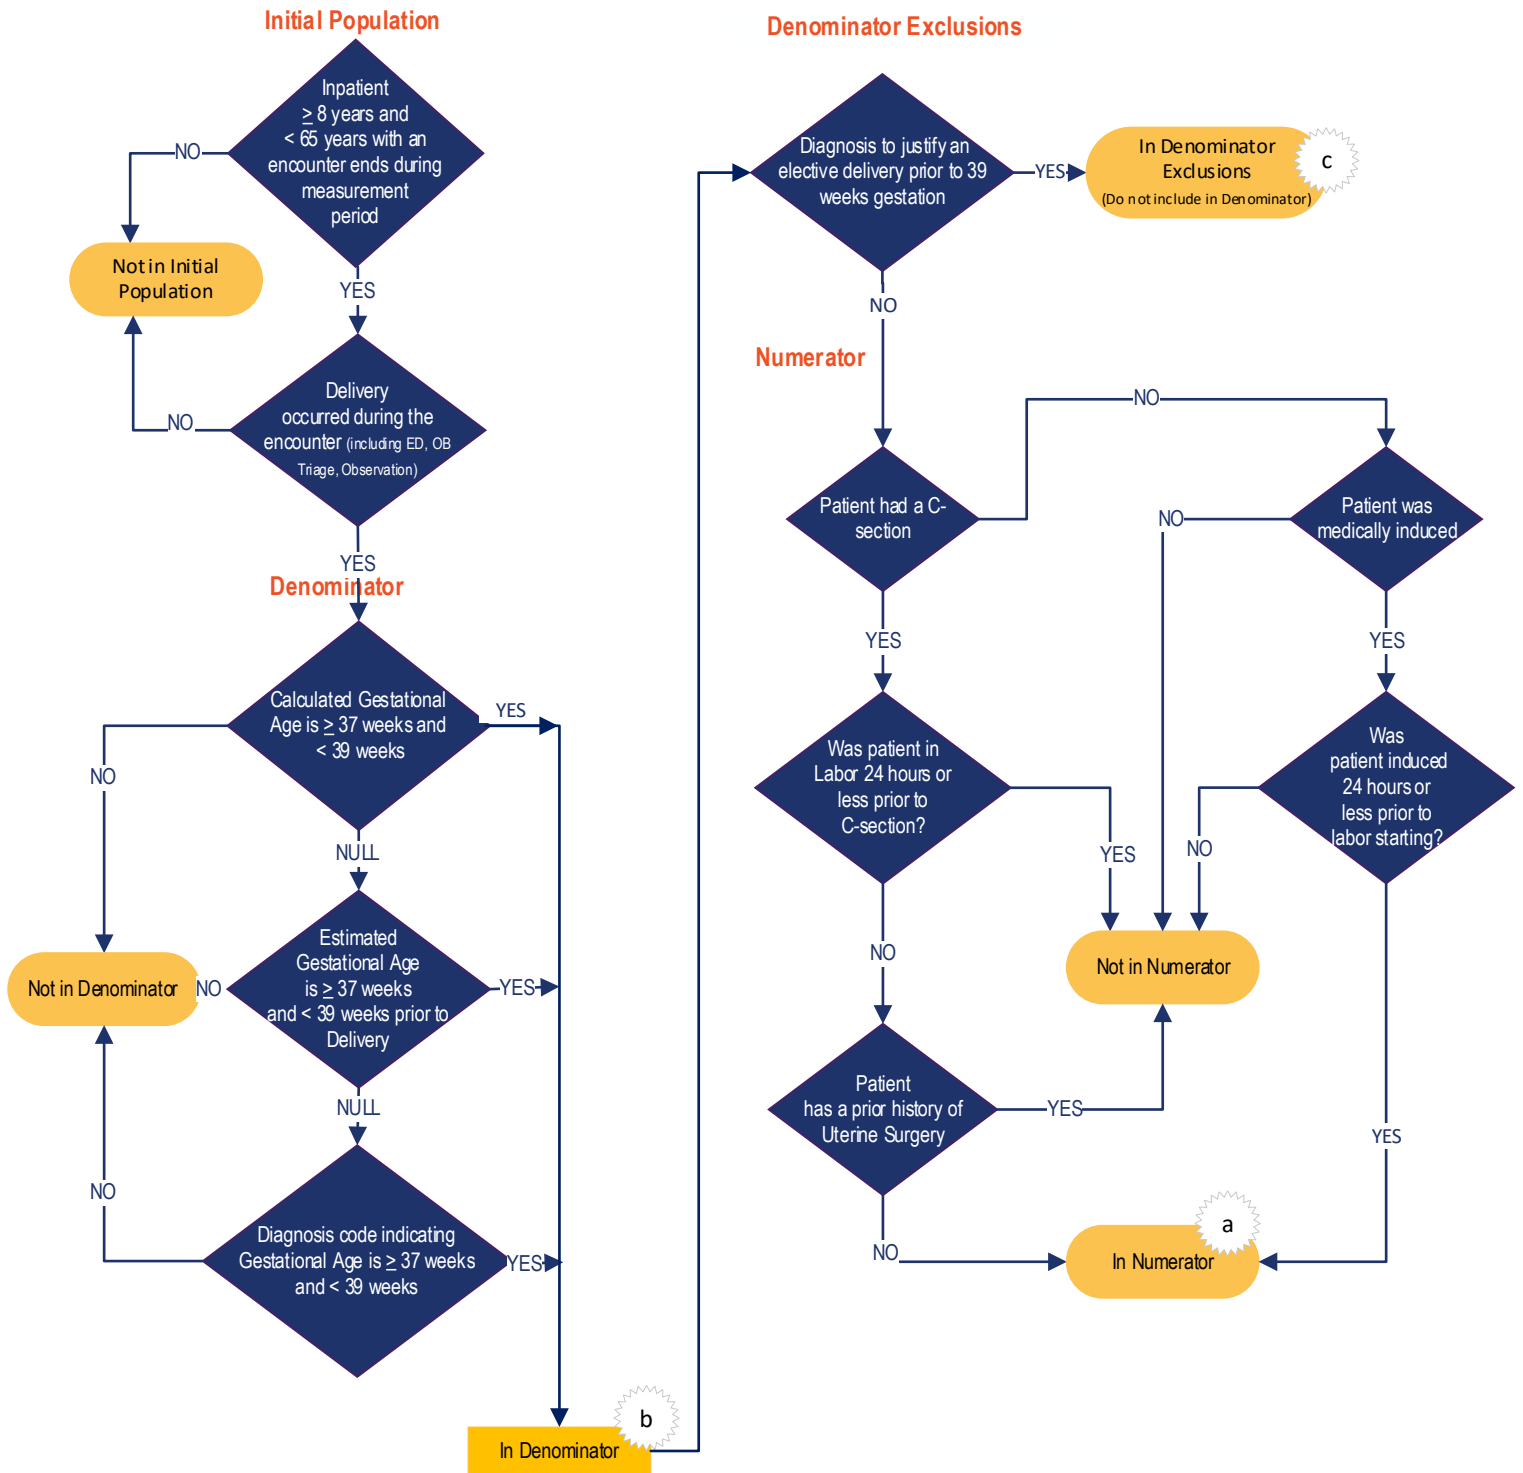 Initial Population
Inpatient
≥ 8 years and
< 65 years with an
encounter ends during
measurement
period
NO
Not in Initial
Population
YES
Delivery
occurred during the
encounter (including ED, OB
Triage, Observation)
NO
YES
Denominator
Calculated Gestational
Age is ≥ 37 weeks and
< 39 weeks
YES
NO
NULL
Estimated
Gestational Age
is ≥ 37 weeks
and < 39 weeks prior to
Delivery
Not in Denominator
NO
YES
NULL
Diagnosis code indicating
Gestational Age is ≥ 37 weeks
and < 39 weeks
NO
YES
In Denominator
b
Denominator Exclusions
Diagnosis to justify an
elective delivery prior to 39
weeks gestation
YES
In Denominator
Exclusions
(Do not include in Denominator)
c
NO
Numerator
Patient had a C-
section
NO
Patient was
medically induced
NO
YES
YES
Was patient in
Labor 24 hours or
less prior to
C-section?
YES
Was
patient induced
24 hours or
less prior to
labor starting?
NO
NO
Not in Numerator
Patient
has a prior history of
Uterine Surgery
YES
YES
NO
In Numerator
a